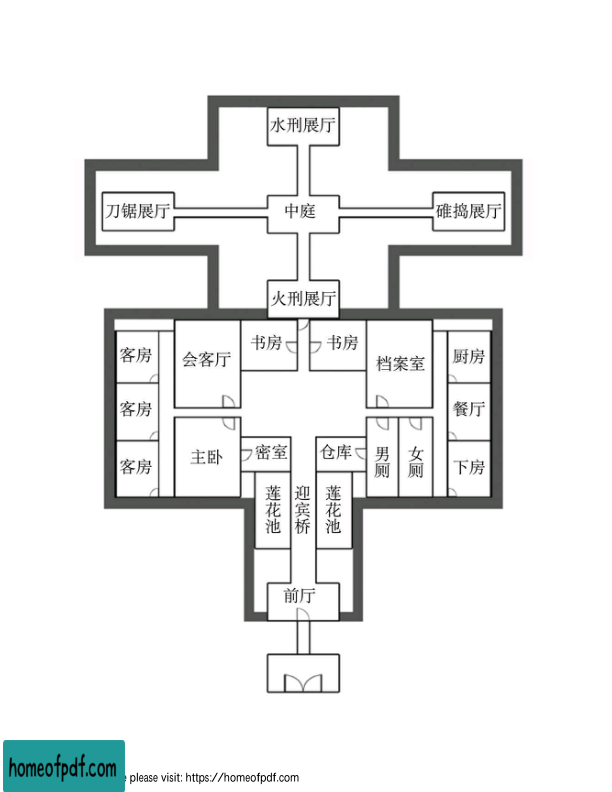 水刑展厅
刀锯展厅
中庭
碓捣展厅
火刑展厅
客房
会客厅
书房
书房
档案室
厨房
客房
餐厅
客房
主卧
密室
仓库
男厕
女厕
下房
莲花池
迎宾桥
莲花池
前厅
homeofpdf.com
e please visit: https://homeofpdf.com